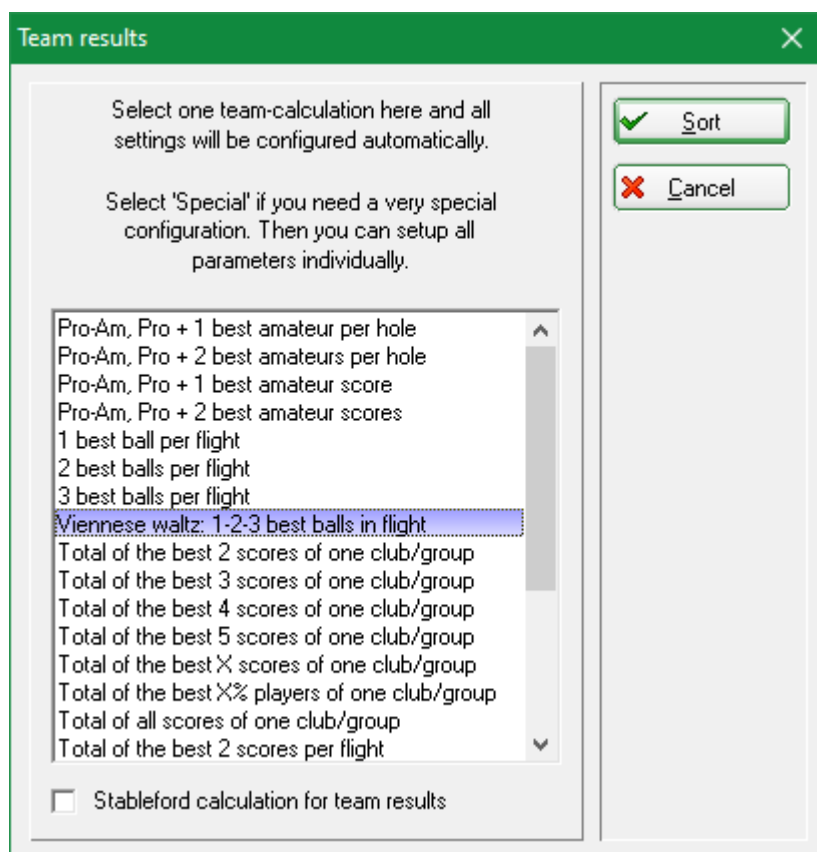 Team results
Select one team-calculation here and all
settings will be configured automatically.
Select 'Special' if you need a very special
configuration. Then you can setup all
parameters individually.
Pro-Am, Pro + 1 best amateur per hole
Pro-Am, Pro + 2 best amateurs per hole
Pro-Am, Pro + 1 best amateur score
Pro-Am, Pro + 2 best amateur scores
1 best ball per flight
2 best balls per flight
3 best balls per flight
Viennese waltz: 1-2-3 best balls in flight
Total of the best 2 scores of one club/group
Total of the best 3 scores of one club/group
Total of the best 4 scores of one club/group
Total of the best 5 scores of one club/group
Total of the best X scores of one club/group
Total of the best X% players of one club/group
Total of all scores of one club/group
Total of the best 2 scores per flight
Stableford calculation for team results
Sort
Cancel